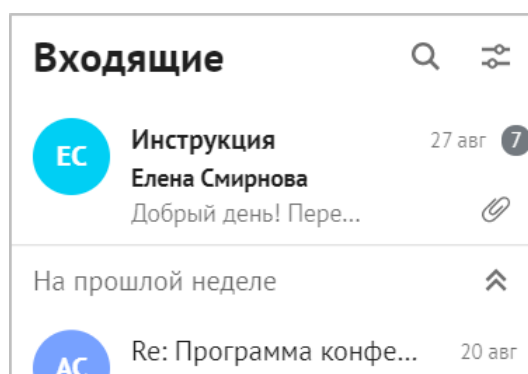 Входящие
ЕС
Инструкция
27 авг 7
Елена Смирнова
Добрый день! Пере...
На прошлой неделе
АС
Re: Программа конфе...
20 авг